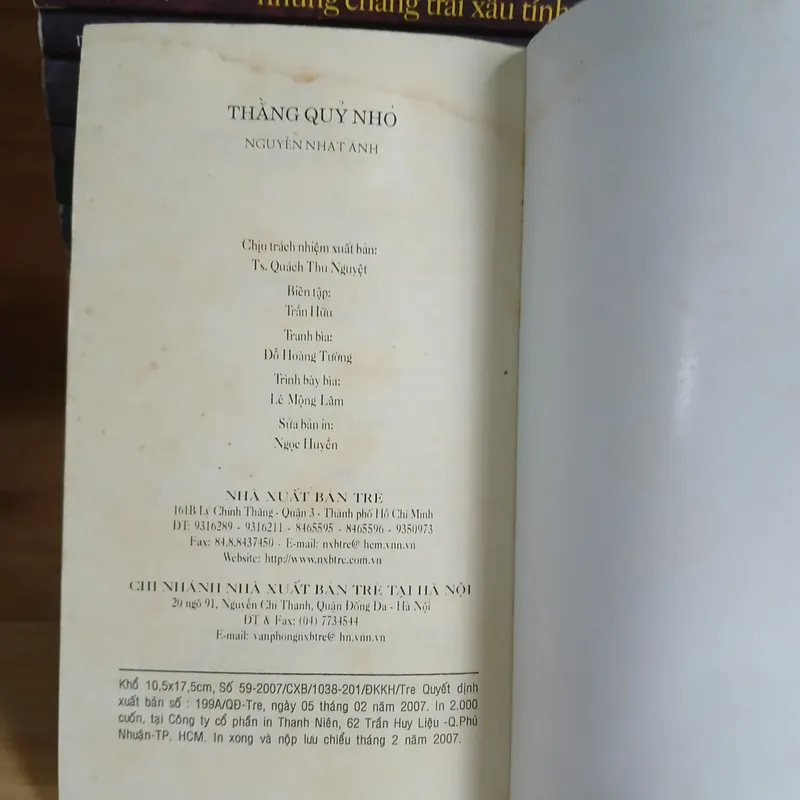 những chàng trai xấu tính
THẰNG QUỶ NHỎ
NGUYỄN NHẬT ÁNH
Chịu trách nhiệm xuất bản:
Ts. Quách Thu Nguyệt
Biên tập:
Trần Hữu
Tranh bìa:
Đỗ Hoàng Tường
Trình bày bìa:
Lê Mộng Lâm
Sửa bản in:
Ngọc Huyền
NHÀ XUẤT BẢN TRẺ
161B Lý Chính Thắng - Quận 3 - Thành phố Hồ Chí Minh
ĐT: 9316289 - 9316211 - 8465595 - 8465596 - 9350973
Fax: 84.8.8437450 - E-mail: nxbtre@ hcm.vnn.vn
Website: http://www.nxbtre.com.vn
CHI NHÁNH NHÀ XUẤT BẢN TRẺ TẠI HÀ NỘI
20 ngõ 91, Nguyễn Chí Thanh, Quận Đống Đa - Hà Nội
ĐT & Fax: (04) 7734544
E-mail: vanphongnxbtre@ hn.vnn.vn
Khổ 10,5x17,5cm, Số 59-2007/CXB/1038-201/ĐKKH/Tre Quyết định
xuất bản số : 199A/QĐ-Tre, ngày 05 tháng 02 năm 2007. In 2.000
cuốn, tại Công ty cổ phần in Thanh Niên, 62 Trần Huy Liệu -Q.Phú
Nhuận-TP. HCM. In xong và nộp lưu chiểu tháng 2 năm 2007.